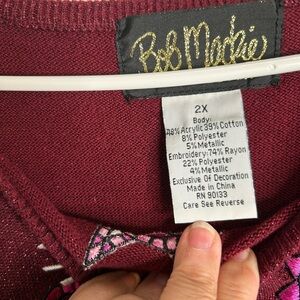 Bob Mackie
2X
Body:
48% Acrylic 39% Cotton
8% Polyester
5% Metallic
Embroidery: 74% Rayon
22% Polyester
4% Metallic
Exclusive Of Decoration
Made in China
RN 90133
Care See Reverse